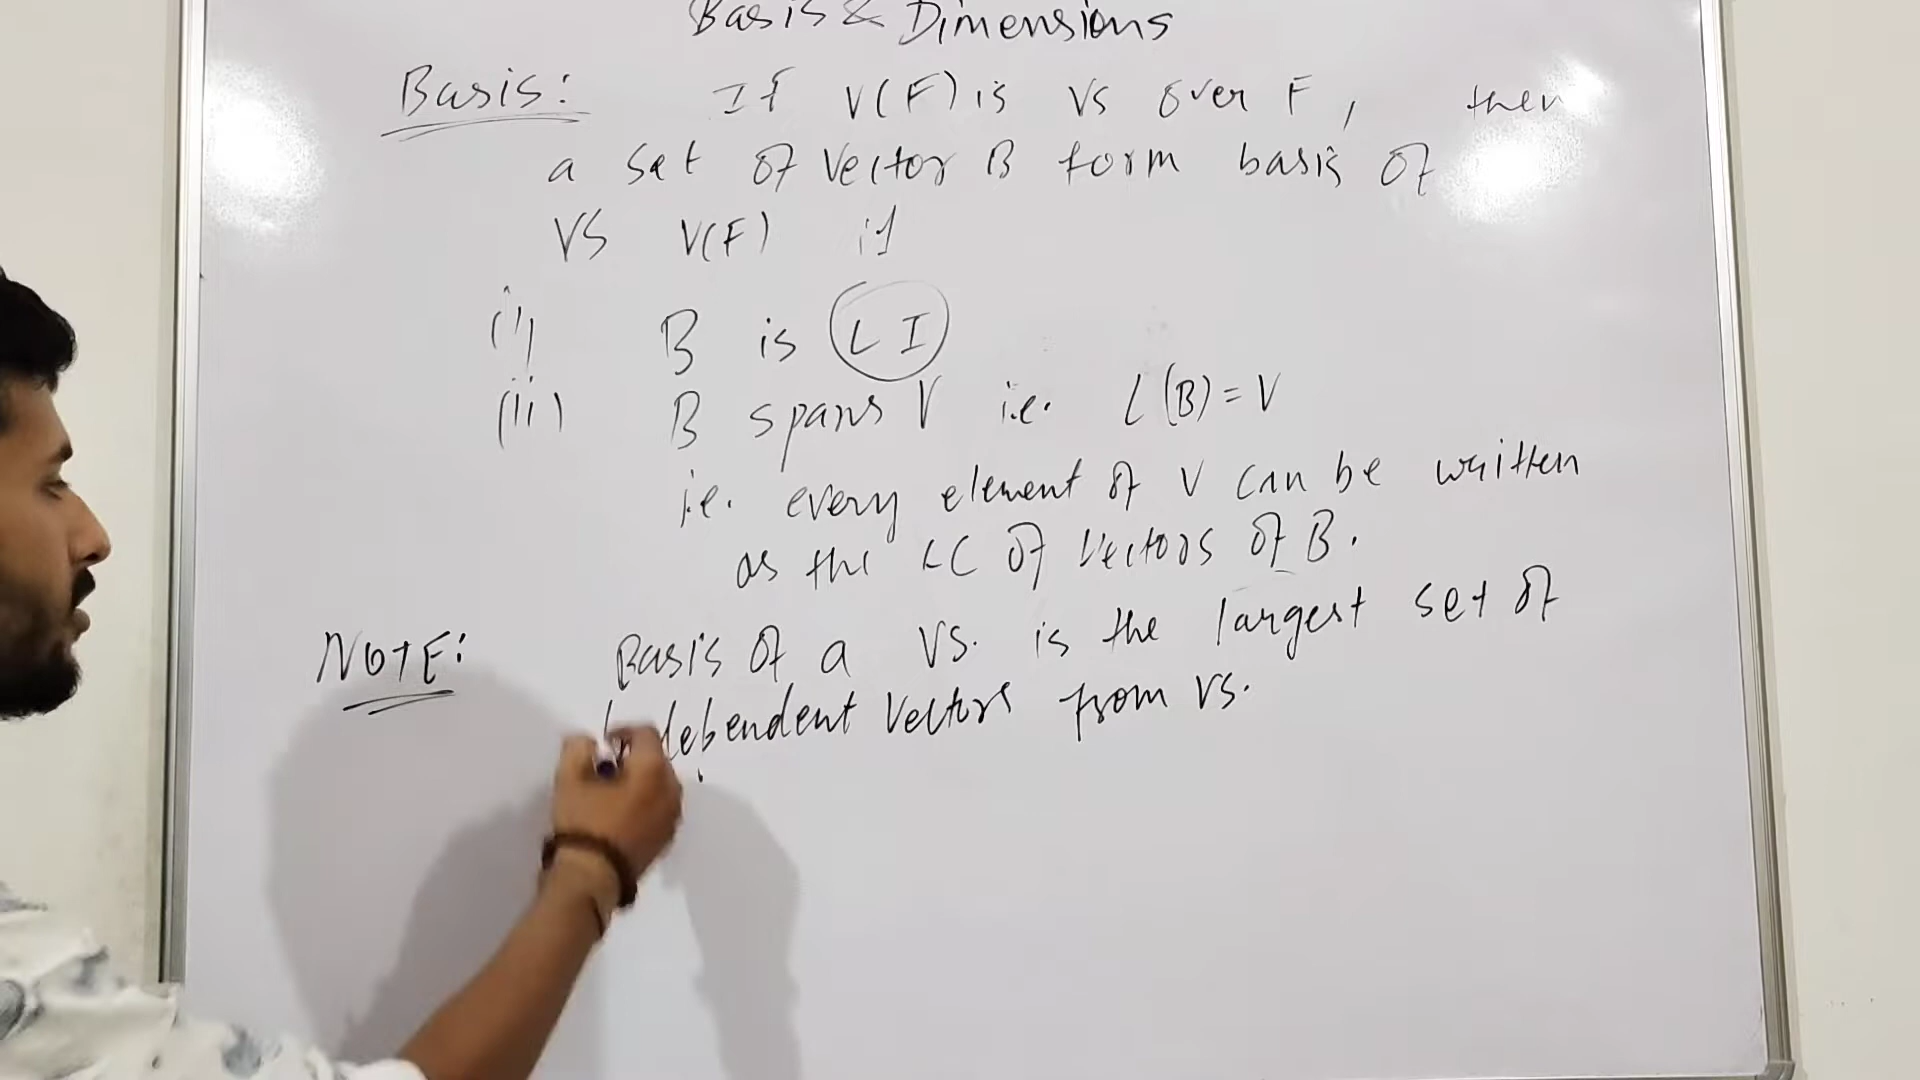 Basis & Dimensions
Basis: If V(F) is VS over F, then
a set of vector B form basis of
VS V(F) if
(i) B is LI
(ii) B spans V i.e. L(B) = V
i.e. every element of V can be written
as the LC of vectors of B.
NOTE: Basis of a VS. is the largest set of
independent vectors from VS.